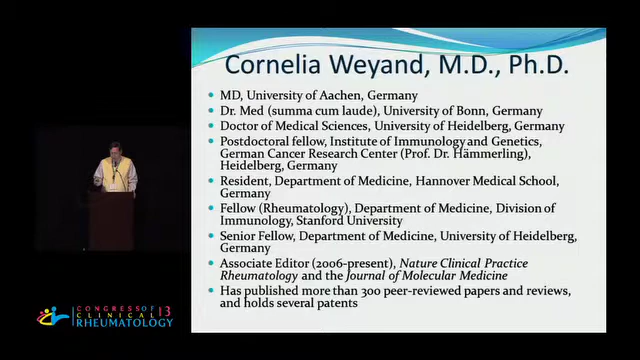 Cornelia Weyand, M.D., Ph.D.
MD, University of Aachen, Germany
Dr. Med (summa cum laude), University of Bonn, Germany
Doctor of Medical Sciences, University of Heidelberg, Germany
Postdoctoral fellow, Institute of Immunology and Genetics,
German Cancer Research Center (Prof. Dr. Hämmerling),
Heidelberg, Germany
Resident, Department of Medicine, Hannover Medical School,
Germany
Fellow (Rheumatology), Department of Medicine, Division of
Immunology, Stanford University
Senior Fellow, Department of Medicine, University of Heidelberg,
Germany
Associate Editor (2006-present), Nature Clinical Practice
Rheumatology and the Journal of Molecular Medicine
Has published more than 300 peer-reviewed papers and reviews,
and holds several patents
CONGRESS OF 13
CLINICAL
RHEUMATOLOGY